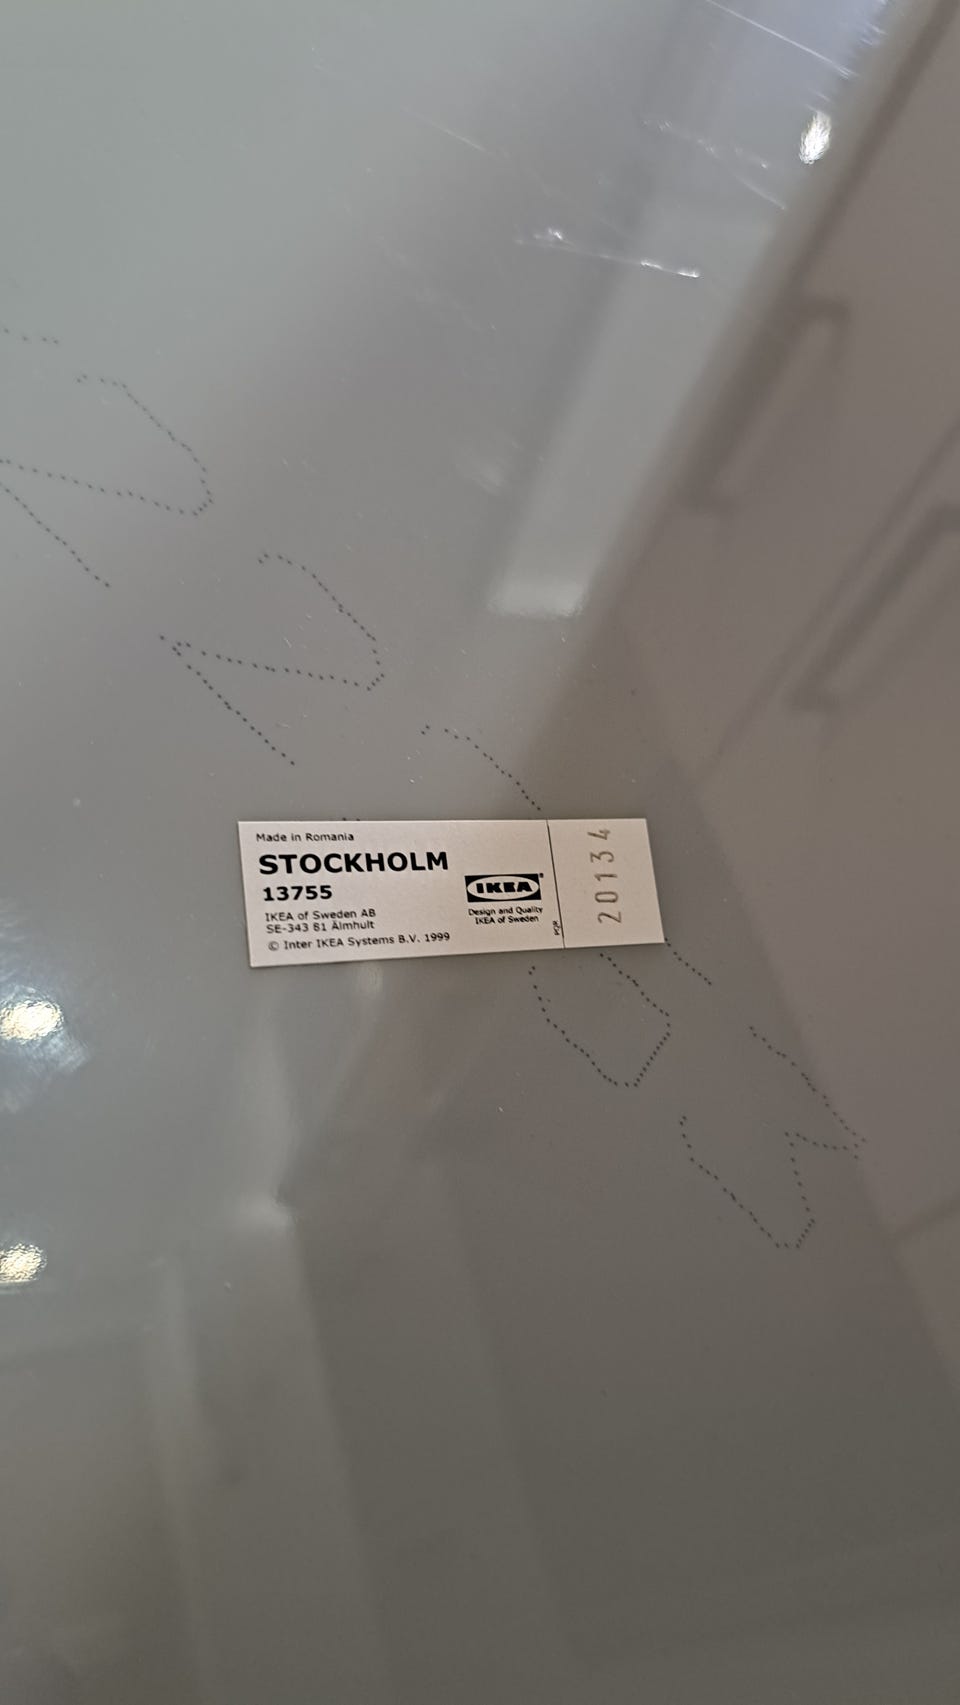 Made in Romania
STOCKHOLM
13755
IKEA of Sweden AB
SE-343 81 Älmhult
© Inter IKEA Systems B.V. 1999
IKEA®
Design and Quality
IKEA of Sweden
PQR
20134